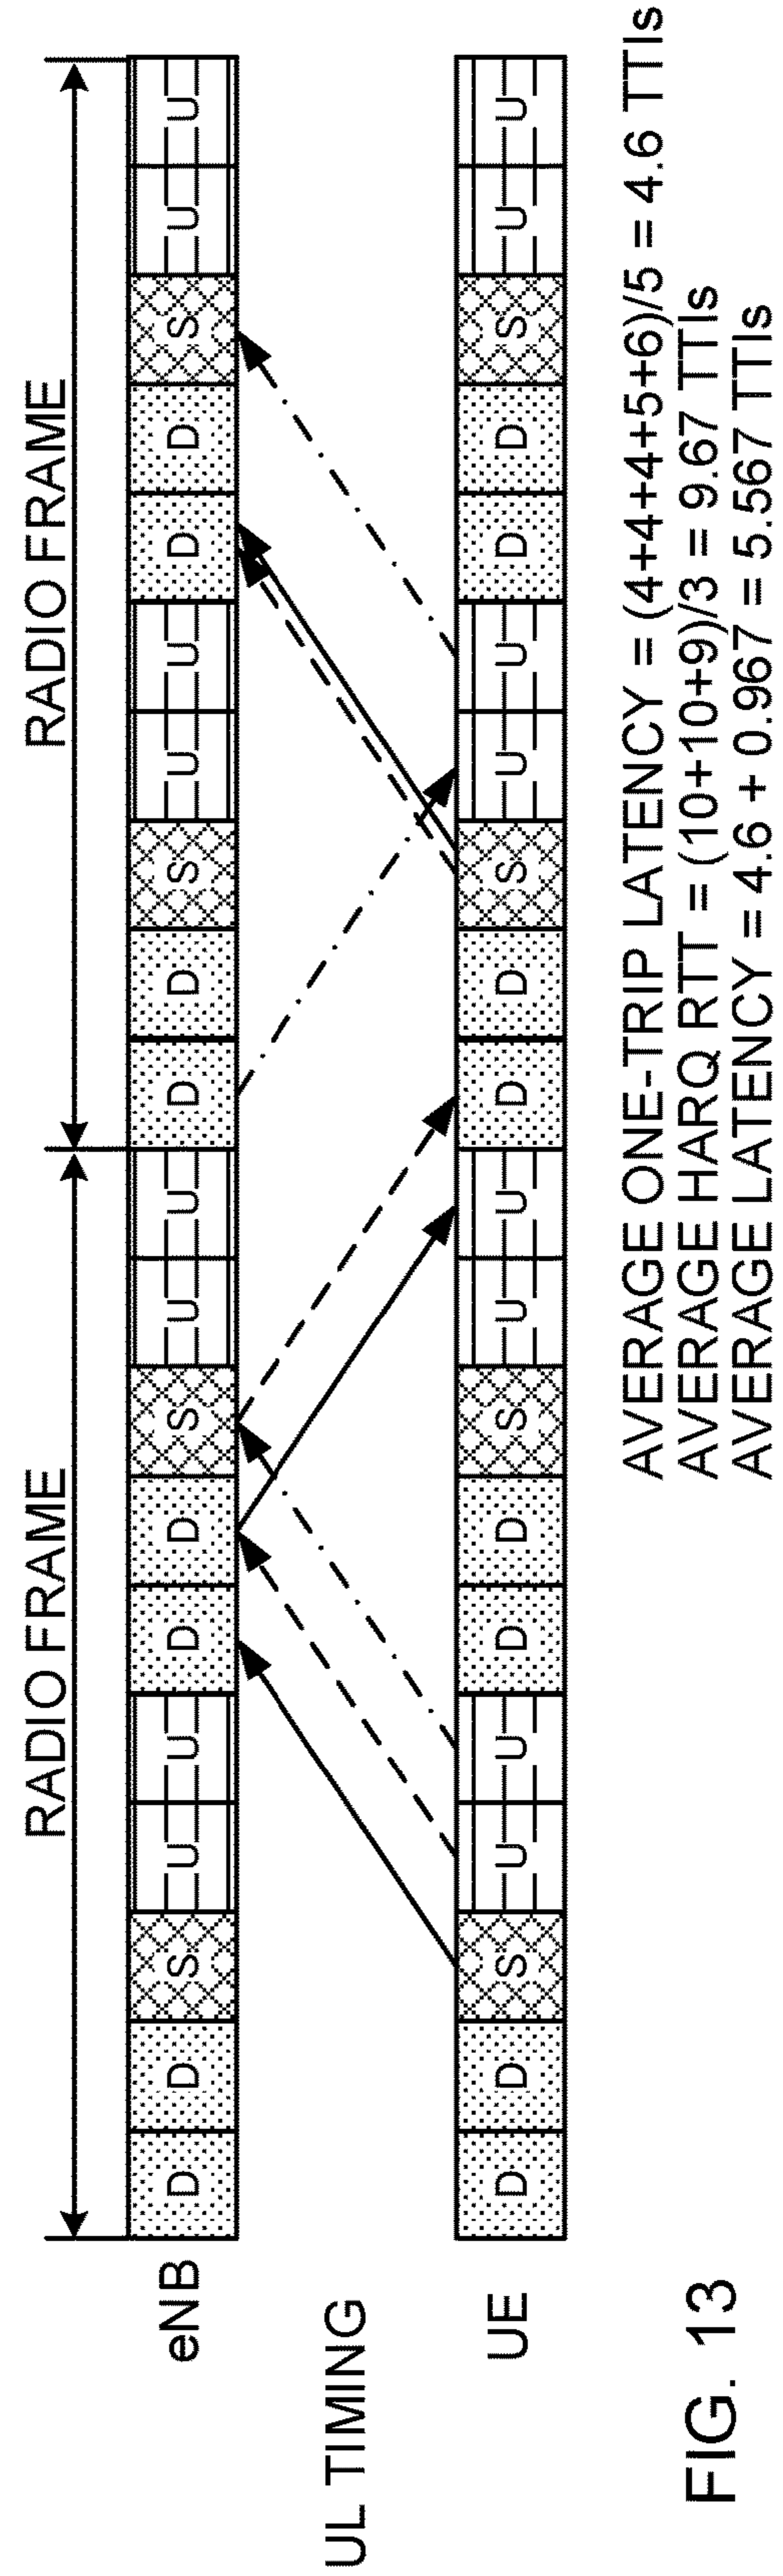 RADIO FRAME RADIO FRAME
eNB D D S U U D D S U U D D S U U D D S U U
UL TIMING
UE D D S U U D D S U U D D S U U D D S U U
AVERAGE ONE-TRIP LATENCY = (4+4+4+5+6)/5 = 4.6 TTIs
AVERAGE HARQ RTT = (10+10+9)/3 = 9.67 TTIs
AVERAGE LATENCY = 4.6 + 0.967 = 5.567 TTIs
FIG. 13